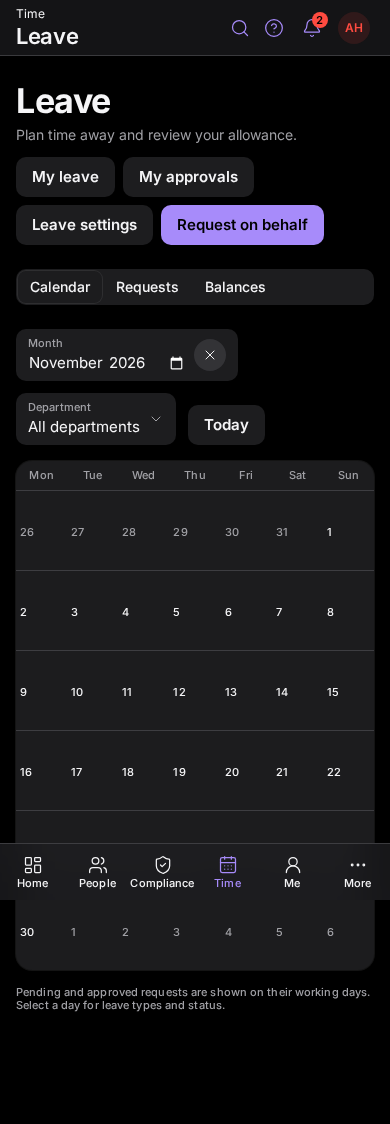 Time
Leave
2
AH
Leave
Plan time away and review your allowance.
My leave
My approvals
Leave settings
Request on behalf
Calendar
Requests
Balances
Month
November 2026
Department
All departments
Today
Mon Tue Wed Thu Fri Sat Sun
26 27 28 29 30 31 1
2 3 4 5 6 7 8
9 10 11 12 13 14 15
16 17 18 19 20 21 22
Home
People
Compliance
Time
Me
More
30 1 2 3 4 5 6
Pending and approved requests are shown on their working days.
Select a day for leave types and status.